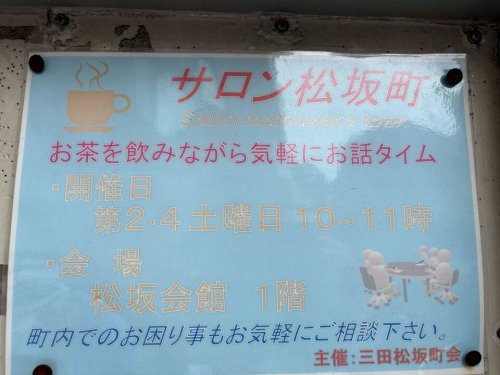 サロン松坂町
Salon matsuzaka town
お茶を飲みながら気軽にお話タイム
・開催日
第2・4土曜日10~11時
・会 場
松坂会館 1階
町内でのお困り事もお気軽にご相談下さい。
主催:三田松坂町会